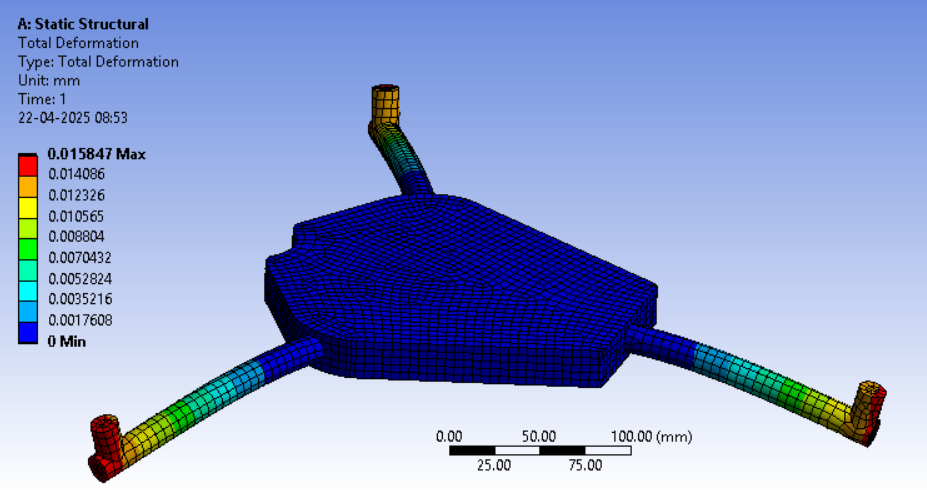 A: Static Structural
Total Deformation
Type: Total Deformation
Unit: mm
Time: 1
22-04-2025 08:53
0.015847 Max
0.014086
0.012326
0.010565
0.008804
0.0070432
0.0052824
0.0035216
0.0017608
0 Min
0.00 50.00 100.00 (mm)
25.00 75.00